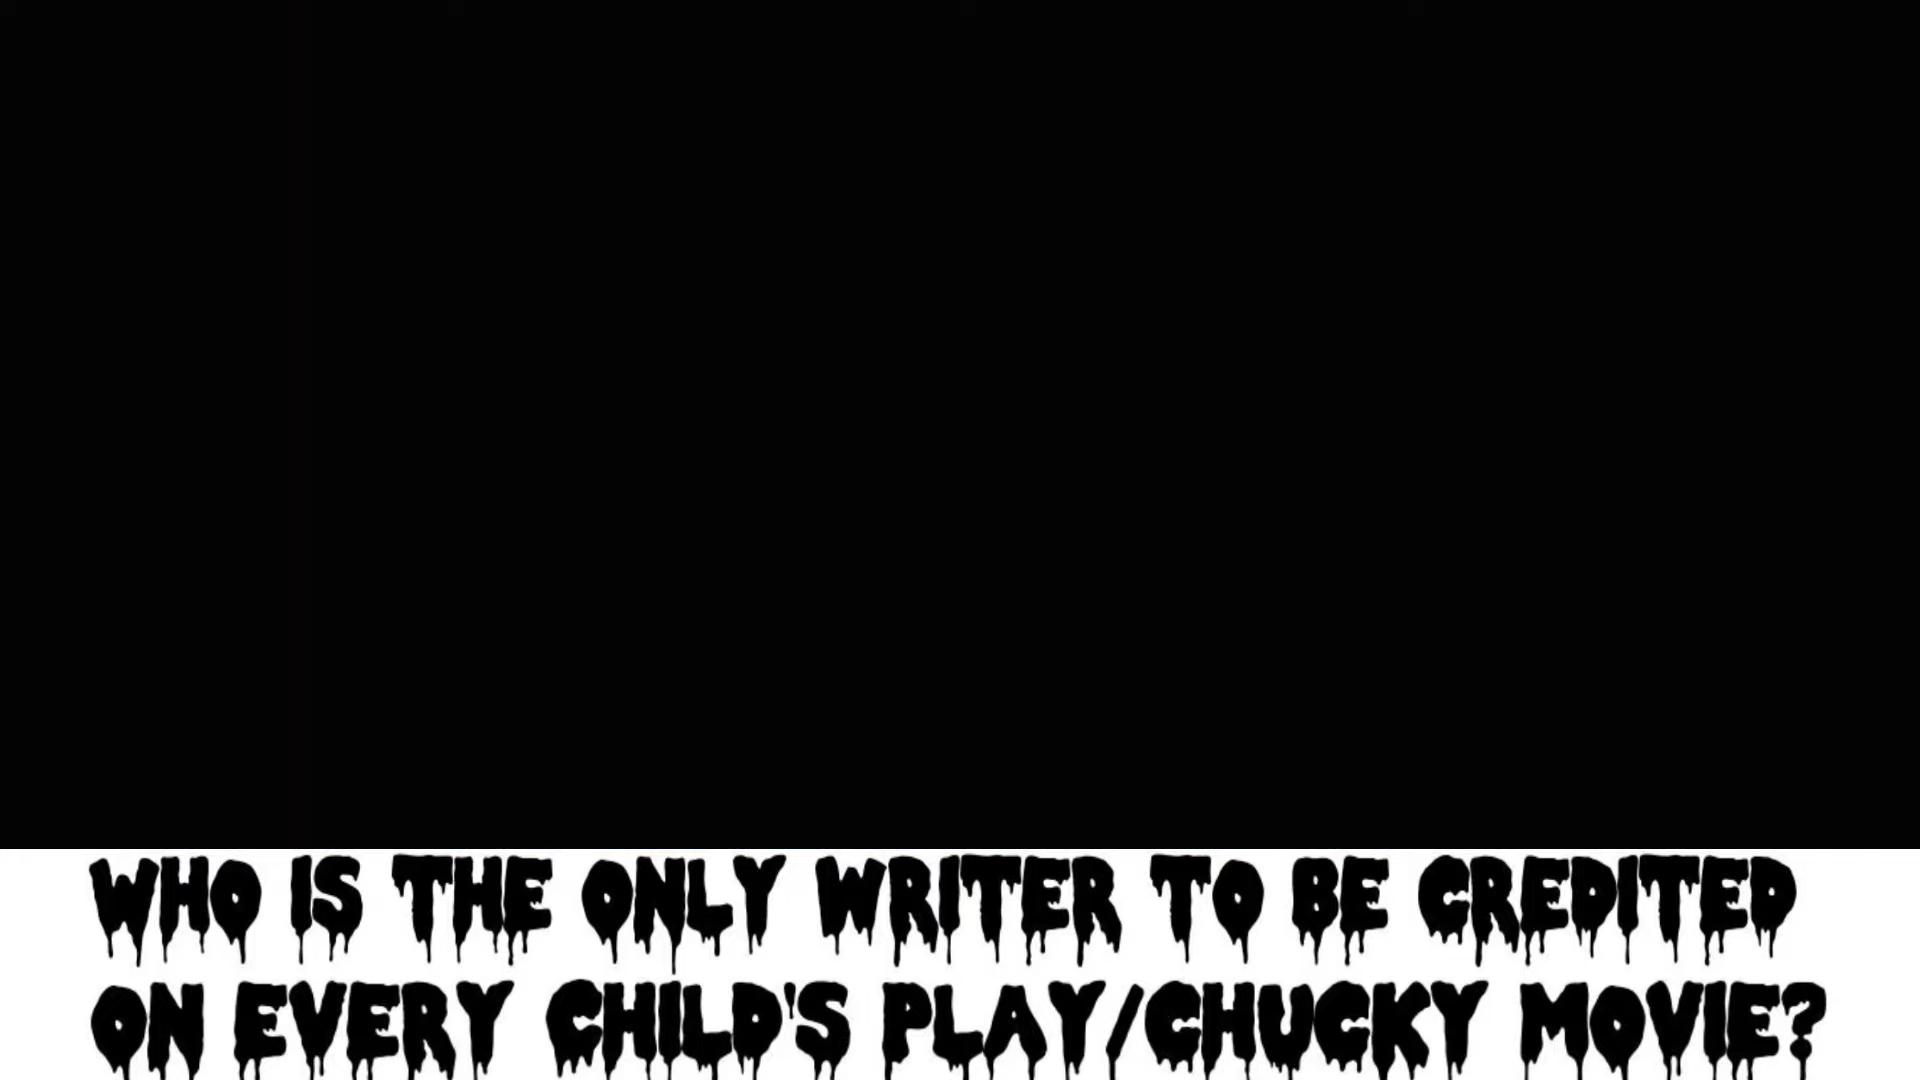 WHO IS THE ONLY WRITER TO BE CREDITED
ON EVERY CHILD'S PLAY/CHUCKY MOVIE?